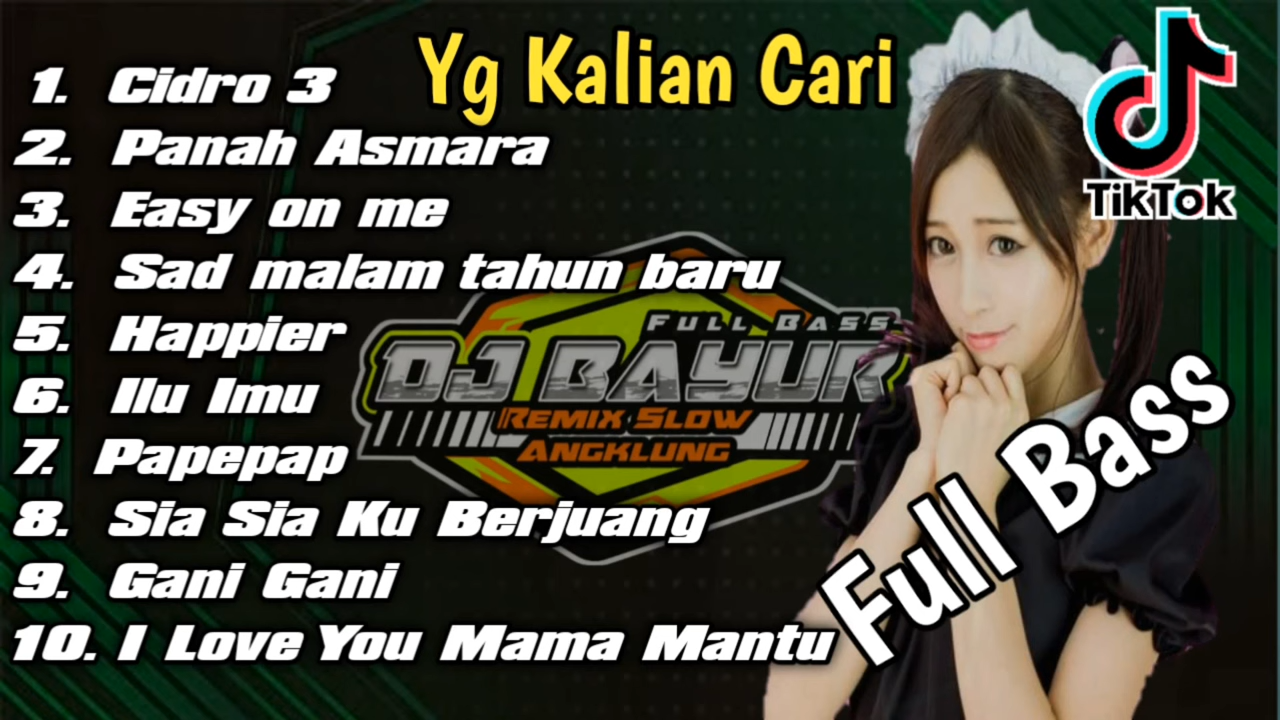 Yg Kalian Cari
1. Cidro 3
2. Panah Asmara
3. Easy on me
4. Sad malam tahun baru
5. Happier
6. Ilu Imu
7. Papepap
8. Sia Sia Ku Berjuang
9. Gani Gani
10. I Love You Mama Mantu
FULL BASS
DJ BAYUR
REMIX SLOW
ANGKLUNG
TikTok
Full Bass